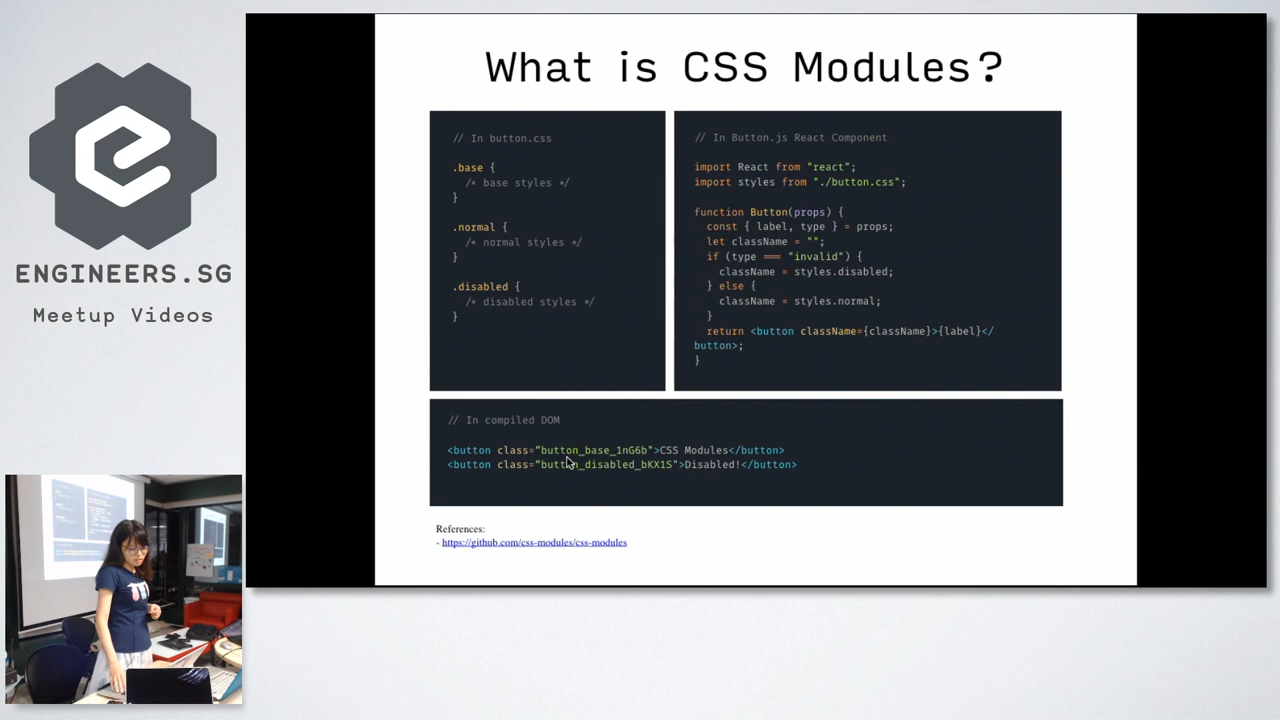 ENGINEERS.SG
Meetup Videos
What is CSS Modules?
// In button.css
.base {
/* base styles */
}
.normal {
/* normal styles */
}
.disabled {
/* disabled styles */
}
// In Button.js React Component
import React from "react";
import styles from "./button.css";
function Button(props) {
const { label, type } = props;
let className = "";
if (type === "invalid") {
className = styles.disabled;
} else {
className = styles.normal;
}
return <button className={className}>{label}</
button>;
}
// In compiled DOM
<button class="button_base_1nG6b">CSS Modules</button>
<button class="button_disabled_bKX1S">Disabled!</button>
References:
- https://github.com/css-modules/css-modules